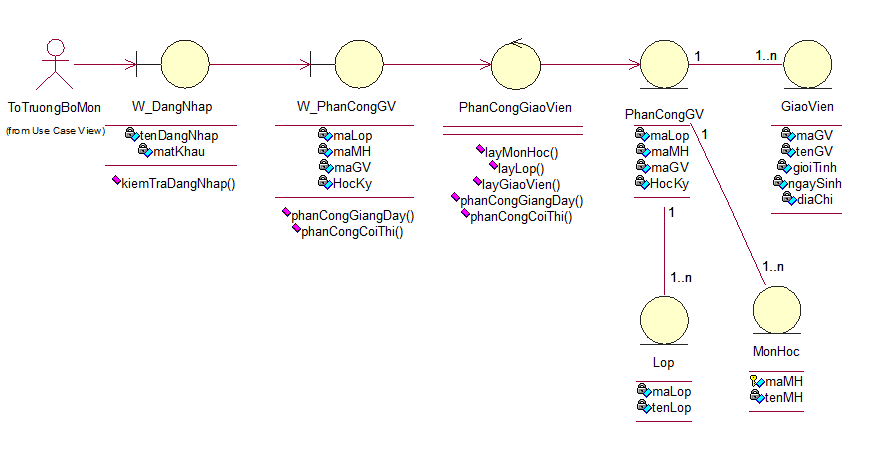 ToTruongBoMon
(from Use Case View)
W_DangNhap
tenDangNhap
matKhau
kiemTraDangNhap()
W_PhanCongGV
maLop
maMH
maGV
HocKy
phanCongGiangDay()
phanCongCoiThi()
PhanCongGiaoVien
layMonHoc()
layLop()
layGiaoVien()
phanCongGiangDay()
phanCongCoiThi()
PhanCongGV
maLop
maMH
maGV
HocKy
1
1..n
GiaoVien
maGV
tenGV
gioiTinh
ngaySinh
diaChi
1
1..n
Lop
maLop
tenLop
1
1..n
MonHoc
maMH
tenMH